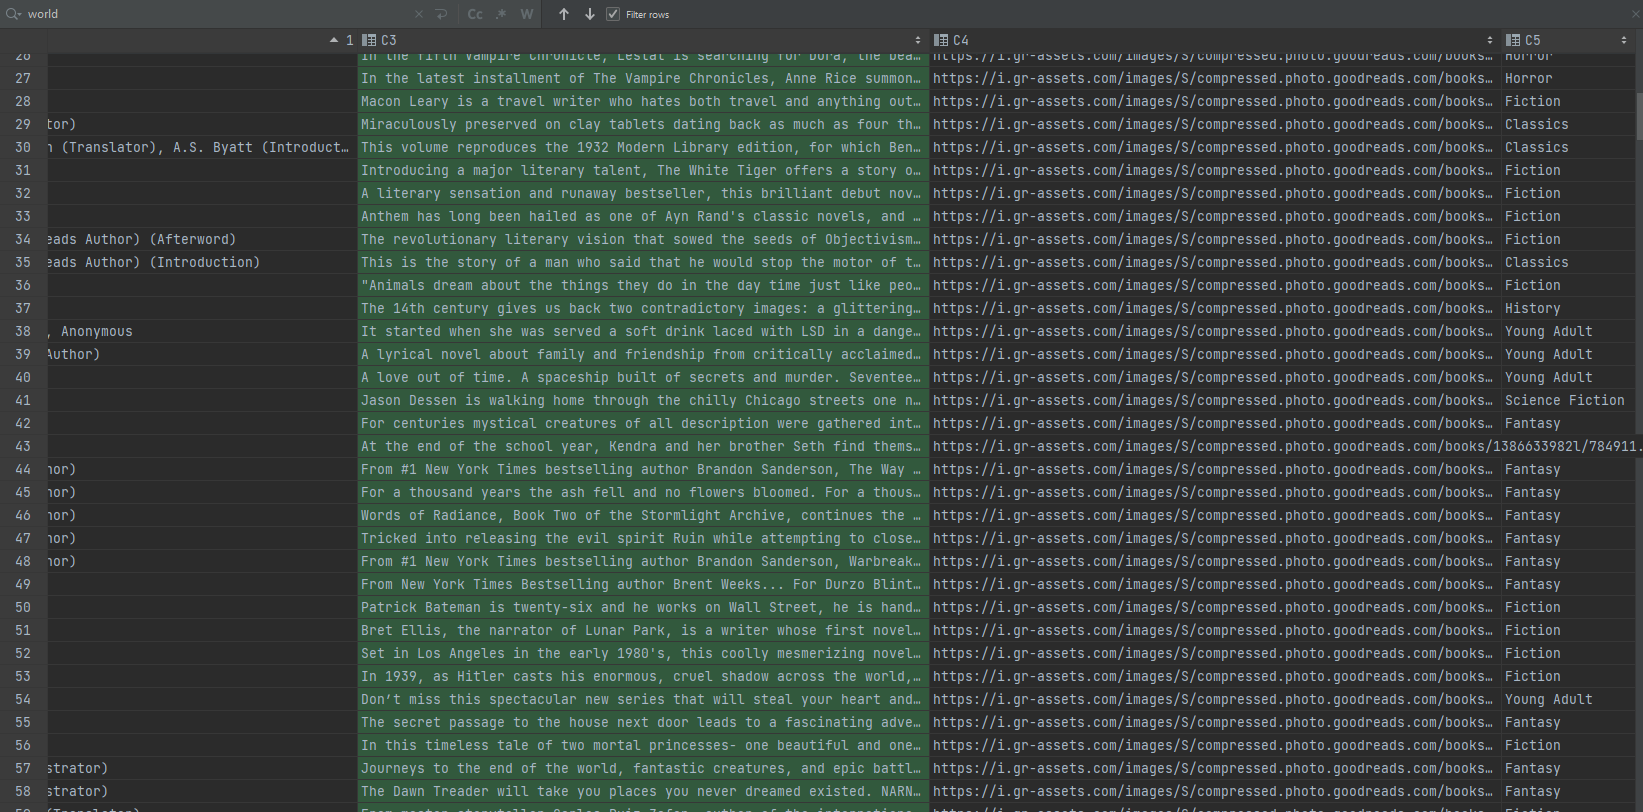 world × Cc .* W Filter rows ×
1 C3 C4 C5
26 In the fifth Vampire Chronicle, Lestat is searching for Dora, the bea… https://i.gr-assets.com/images/S/compressed.photo.goodreads.com/books… Horror
27 In the latest installment of The Vampire Chronicles, Anne Rice summon… https://i.gr-assets.com/images/S/compressed.photo.goodreads.com/books… Horror
28 Macon Leary is a travel writer who hates both travel and anything out… https://i.gr-assets.com/images/S/compressed.photo.goodreads.com/books… Fiction
29 tor) Miraculously preserved on clay tablets dating back as much as four th… https://i.gr-assets.com/images/S/compressed.photo.goodreads.com/books… Classics
30 n (Translator), A.S. Byatt (Introduct… This volume reproduces the 1932 Modern Library edition, for which Ben… https://i.gr-assets.com/images/S/compressed.photo.goodreads.com/books… Classics
31 Introducing a major literary talent, The White Tiger offers a story o… https://i.gr-assets.com/images/S/compressed.photo.goodreads.com/books… Fiction
32 A literary sensation and runaway bestseller, this brilliant debut nov… https://i.gr-assets.com/images/S/compressed.photo.goodreads.com/books… Fiction
33 Anthem has long been hailed as one of Ayn Rand's classic novels, and … https://i.gr-assets.com/images/S/compressed.photo.goodreads.com/books… Fiction
34 eads Author) (Afterword) The revolutionary literary vision that sowed the seeds of Objectivism… https://i.gr-assets.com/images/S/compressed.photo.goodreads.com/books… Fiction
35 eads Author) (Introduction) This is the story of a man who said that he would stop the motor of t… https://i.gr-assets.com/images/S/compressed.photo.goodreads.com/books… Classics
36 "Animals dream about the things they do in the day time just like peo… https://i.gr-assets.com/images/S/compressed.photo.goodreads.com/books… Fiction
37 The 14th century gives us back two contradictory images: a glittering… https://i.gr-assets.com/images/S/compressed.photo.goodreads.com/books… History
38 , Anonymous It started when she was served a soft drink laced with LSD in a dange… https://i.gr-assets.com/images/S/compressed.photo.goodreads.com/books… Young Adult
39 Author) A lyrical novel about family and friendship from critically acclaimed… https://i.gr-assets.com/images/S/compressed.photo.goodreads.com/books… Young Adult
40 A love out of time. A spaceship built of secrets and murder. Seventee… https://i.gr-assets.com/images/S/compressed.photo.goodreads.com/books… Young Adult
41 Jason Dessen is walking home through the chilly Chicago streets one n… https://i.gr-assets.com/images/S/compressed.photo.goodreads.com/books… Science Fiction
42 For centuries mystical creatures of all description were gathered int… https://i.gr-assets.com/images/S/compressed.photo.goodreads.com/books… Fantasy
43 At the end of the school year, Kendra and her brother Seth find thems… https://i.gr-assets.com/images/S/compressed.photo.goodreads.com/books/1386633982l/784911.
44 hor) From #1 New York Times bestselling author Brandon Sanderson, The Way … https://i.gr-assets.com/images/S/compressed.photo.goodreads.com/books… Fantasy
45 hor) For a thousand years the ash fell and no flowers bloomed. For a thous… https://i.gr-assets.com/images/S/compressed.photo.goodreads.com/books… Fantasy
46 hor) Words of Radiance, Book Two of the Stormlight Archive, continues the … https://i.gr-assets.com/images/S/compressed.photo.goodreads.com/books… Fantasy
47 hor) Tricked into releasing the evil spirit Ruin while attempting to close… https://i.gr-assets.com/images/S/compressed.photo.goodreads.com/books… Fantasy
48 hor) From #1 New York Times bestselling author Brandon Sanderson, Warbreak… https://i.gr-assets.com/images/S/compressed.photo.goodreads.com/books… Fantasy
49 From New York Times Bestselling author Brent Weeks... For Durzo Blint… https://i.gr-assets.com/images/S/compressed.photo.goodreads.com/books… Fantasy
50 Patrick Bateman is twenty-six and he works on Wall Street, he is hand… https://i.gr-assets.com/images/S/compressed.photo.goodreads.com/books… Fiction
51 Bret Ellis, the narrator of Lunar Park, is a writer whose first novel… https://i.gr-assets.com/images/S/compressed.photo.goodreads.com/books… Fiction
52 Set in Los Angeles in the early 1980's, this coolly mesmerizing novel… https://i.gr-assets.com/images/S/compressed.photo.goodreads.com/books… Fiction
53 In 1939, as Hitler casts his enormous, cruel shadow across the world,… https://i.gr-assets.com/images/S/compressed.photo.goodreads.com/books… Fiction
54 Don’t miss this spectacular new series that will steal your heart and… https://i.gr-assets.com/images/S/compressed.photo.goodreads.com/books… Young Adult
55 The secret passage to the house next door leads to a fascinating adve… https://i.gr-assets.com/images/S/compressed.photo.goodreads.com/books… Fantasy
56 In this timeless tale of two mortal princesses- one beautiful and one… https://i.gr-assets.com/images/S/compressed.photo.goodreads.com/books… Fiction
57 strator) Journeys to the end of the world, fantastic creatures, and epic battl… https://i.gr-assets.com/images/S/compressed.photo.goodreads.com/books… Fantasy
58 strator) The Dawn Treader will take you places you never dreamed existed. NARN… https://i.gr-assets.com/images/S/compressed.photo.goodreads.com/books… Fantasy